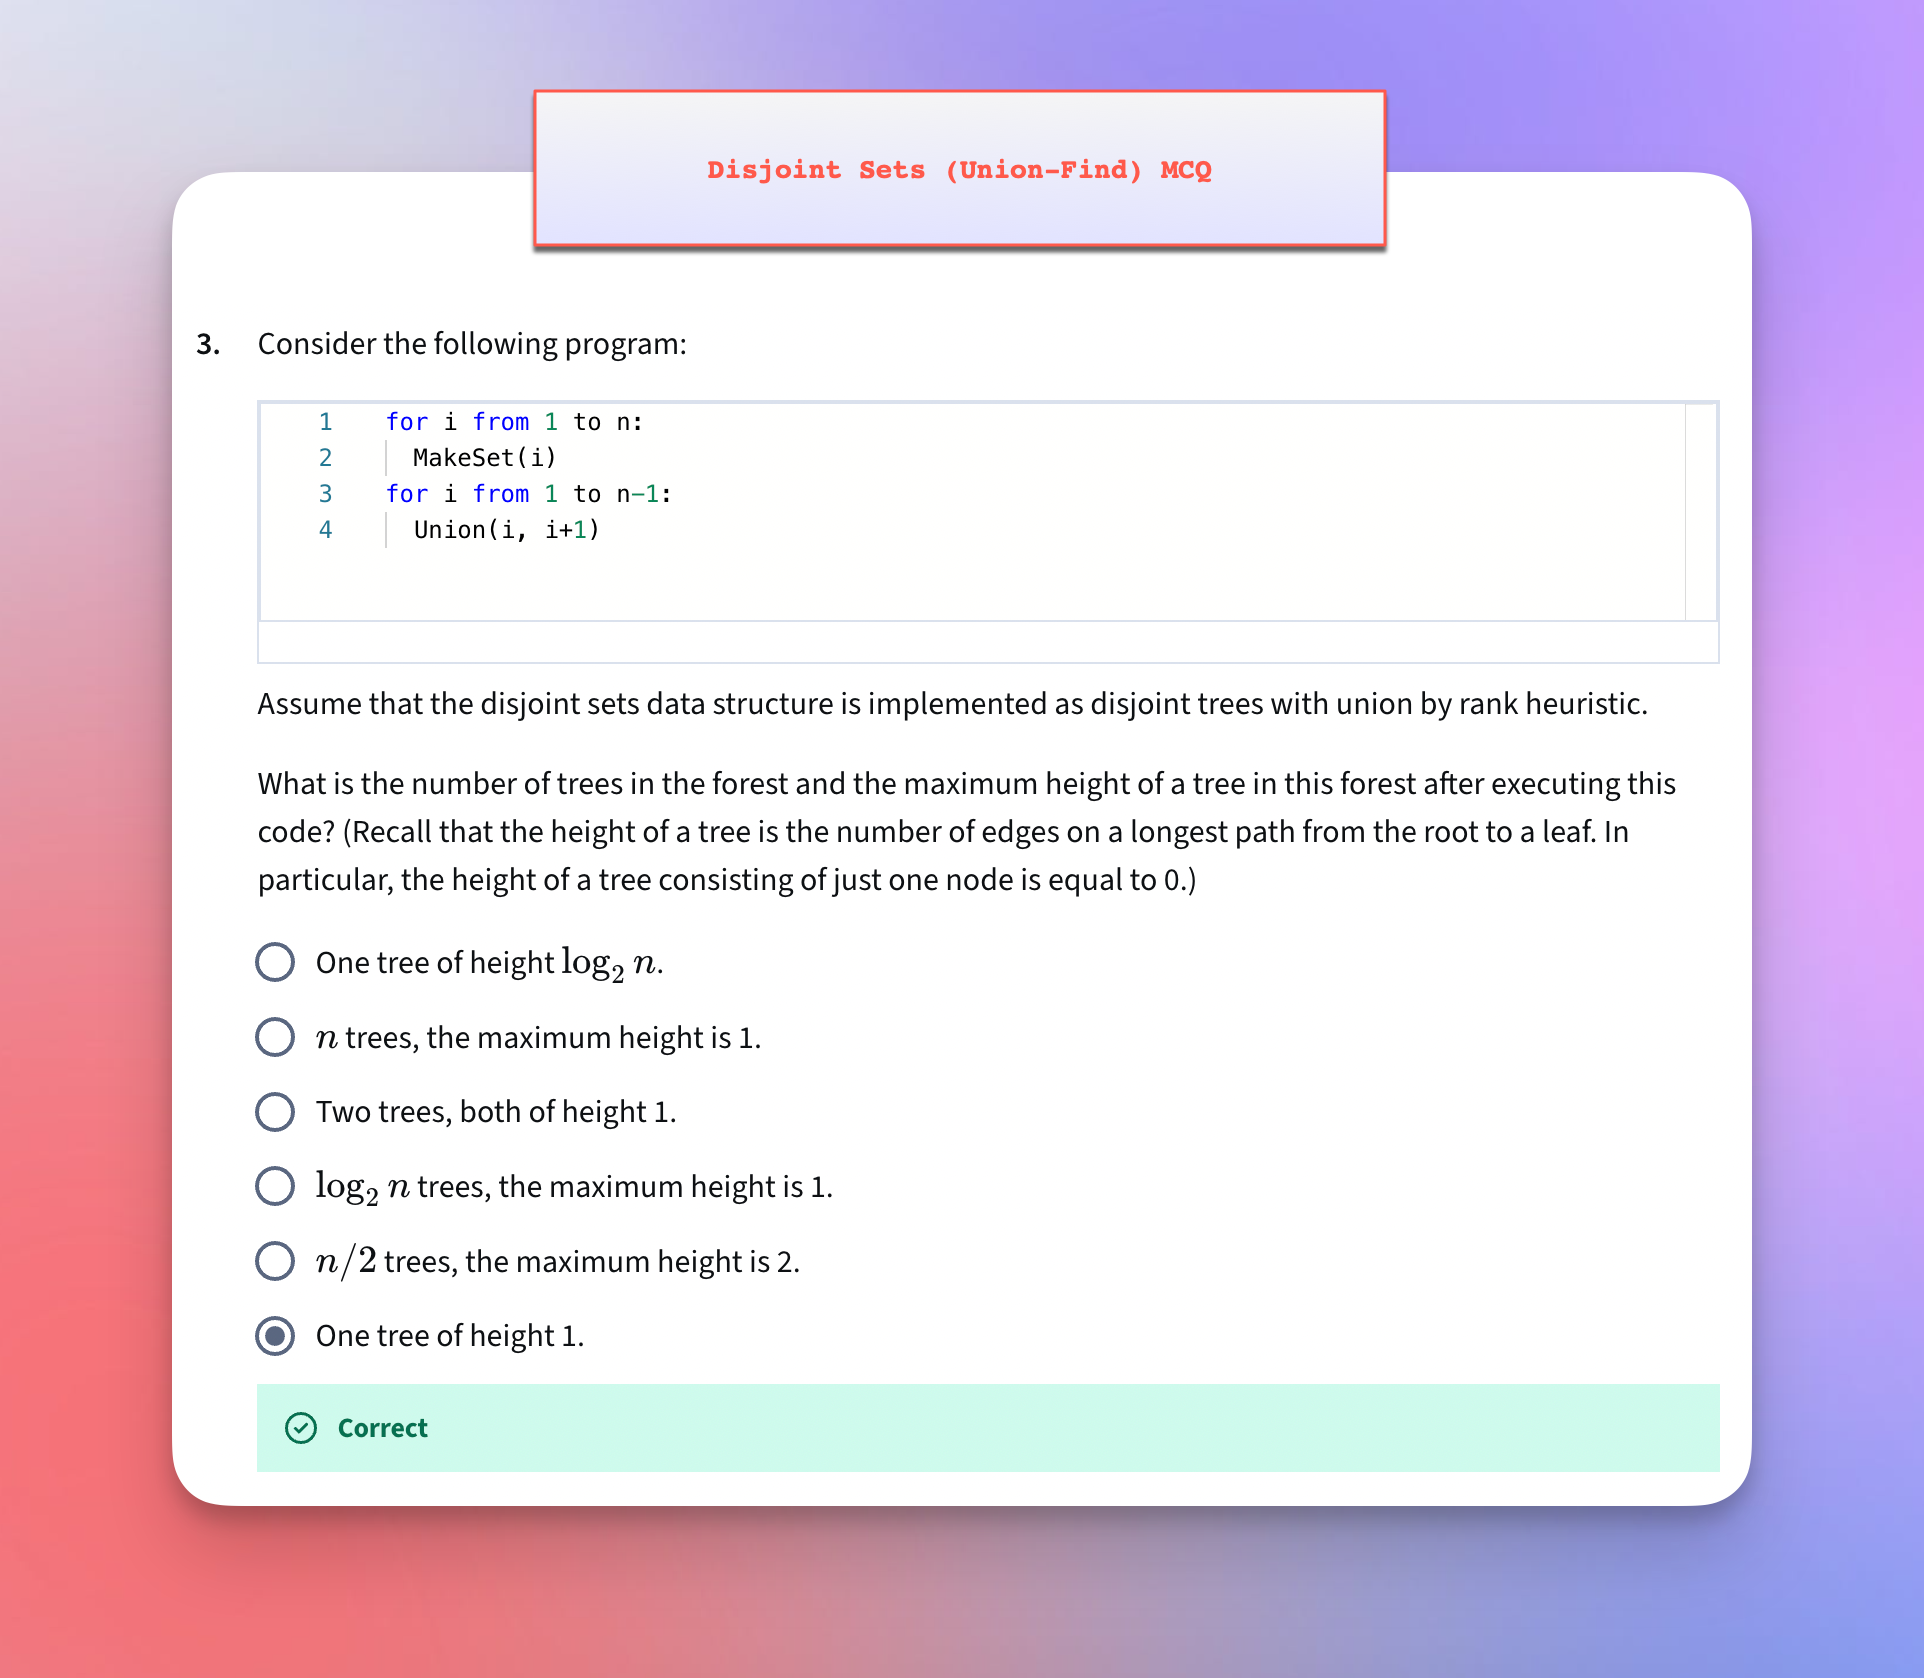 Disjoint Sets (Union-Find) MCQ
3. Consider the following program:
1 for i from 1 to n:
2 MakeSet(i)
3 for i from 1 to n-1:
4 Union(i, i+1)
Assume that the disjoint sets data structure is implemented as disjoint trees with union by rank heuristic.
What is the number of trees in the forest and the maximum height of a tree in this forest after executing this
code? (Recall that the height of a tree is the number of edges on a longest path from the root to a leaf. In
particular, the height of a tree consisting of just one node is equal to 0.)
One tree of height log₂ n.
n trees, the maximum height is 1.
Two trees, both of height 1.
log₂ n trees, the maximum height is 1.
n/2 trees, the maximum height is 2.
One tree of height 1.
Correct